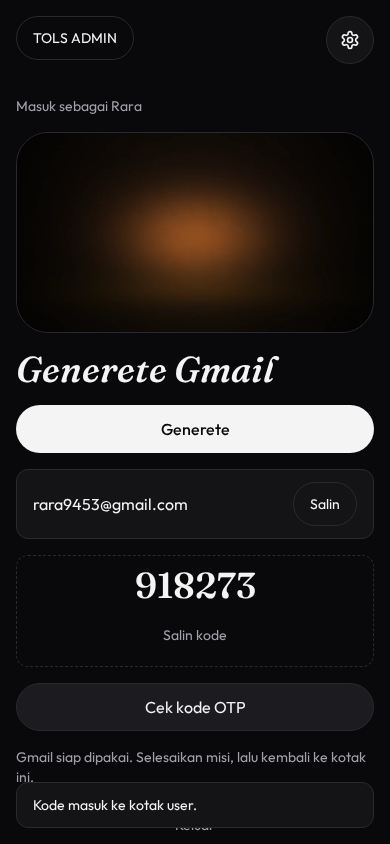 TOLS ADMIN
Masuk sebagai Rara
Generete Gmail
Generete
rara9453@gmail.com
Salin
918273
Salin kode
Cek kode OTP
Gmail siap dipakai. Selesaikan misi, lalu kembali ke kotak
ini.
Kode masuk ke kotak user.